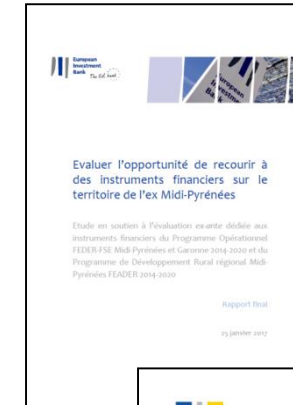 European
Investment
Bank The EU bank
Evaluer l'opportunité de recourir à
des instruments financiers sur le
territoire de l'ex Midi-Pyrénées
Etude en soutien à l'évaluation ex-ante dédiée aux
instruments financiers du Programme Opérationnel
FEDER-FSE Midi-Pyrénées et Garonne 2014-2020 et du
Programme de Développement Rural régional Midi-
Pyrénées FEADER 2014-2020
Rapport final
25 janvier 2017